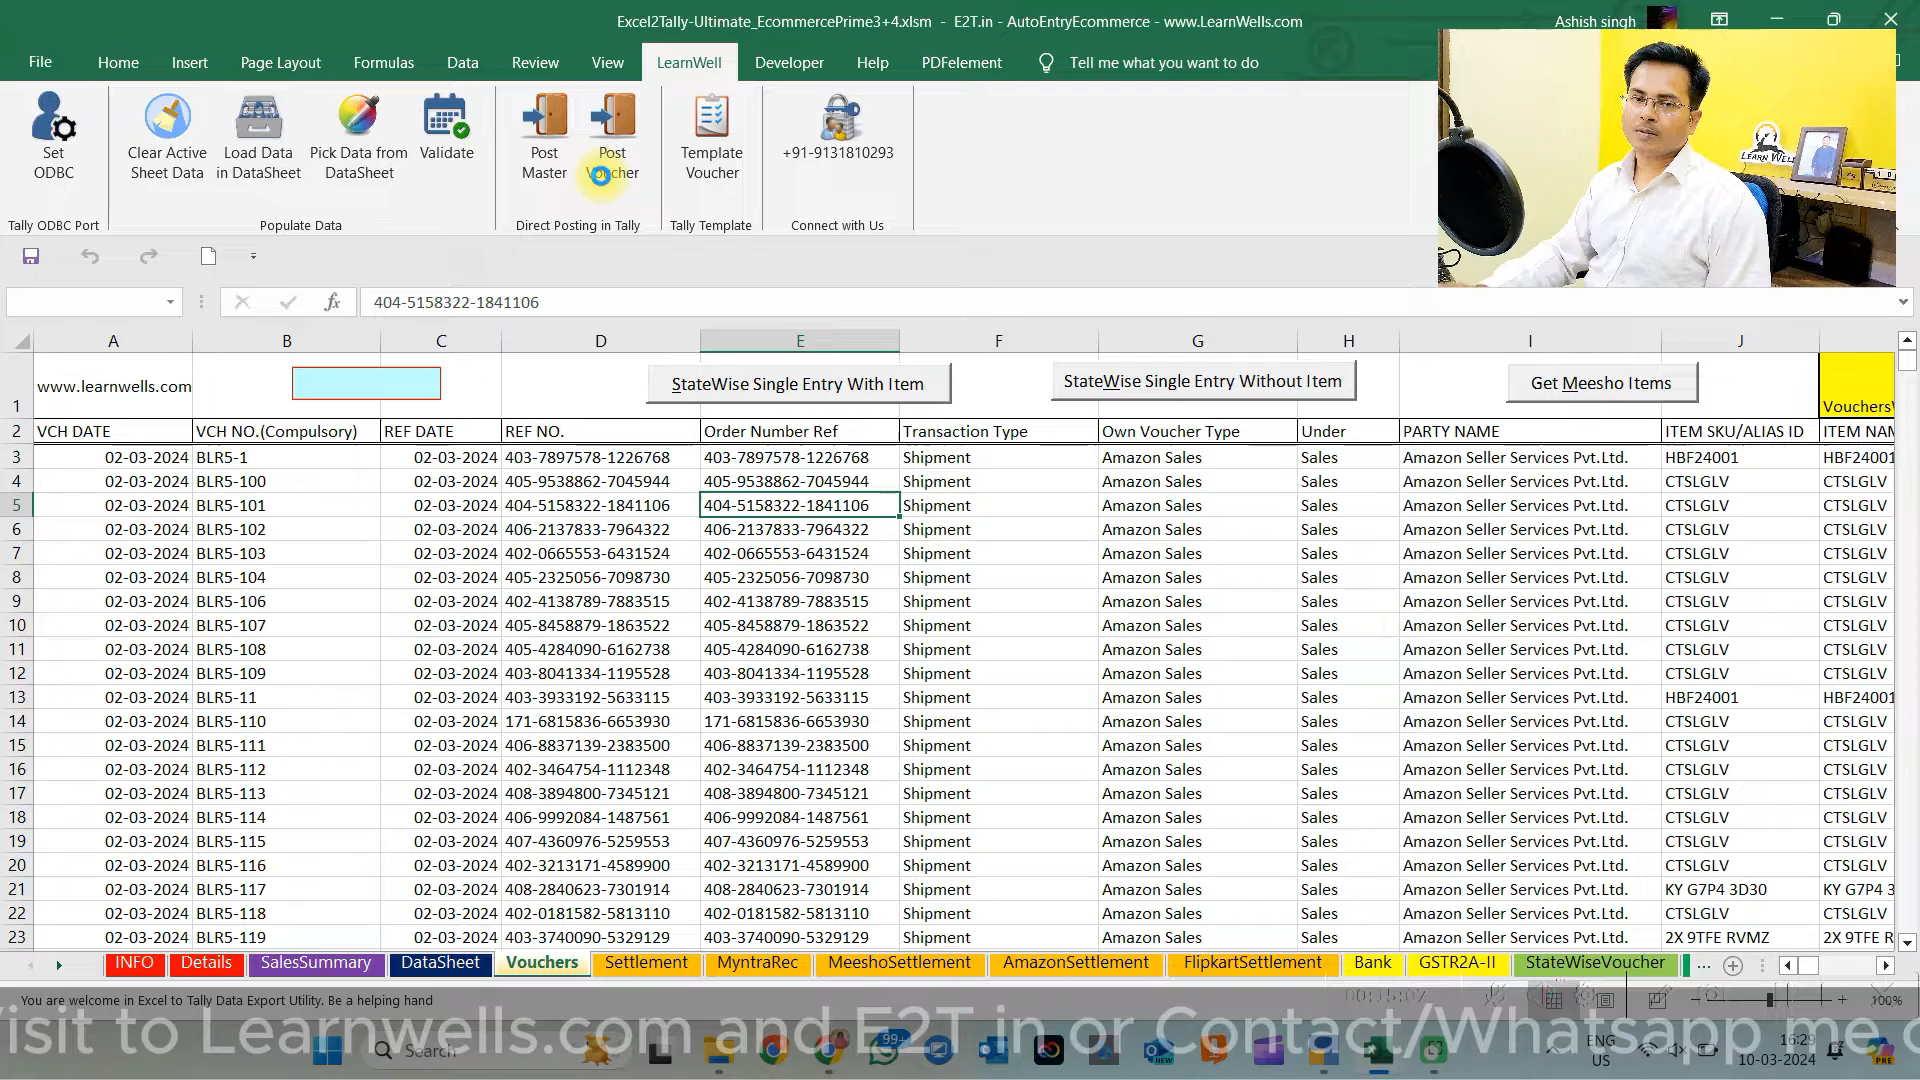 Excel2Tally-Ultimate_EcommercePrime3+4.xlsm - E2T.in - AutoEntryEcommerce - www.LearnWells.com
Ashish singh
File Home Insert Page Layout Formulas Data Review View LearnWell Developer Help PDFelement Tell me what you want to do
Set ODBC
Clear Active Sheet Data
Load Data in DataSheet
Pick Data from DataSheet
Validate
Post Master
Post Voucher
Template Voucher
+91-9131810293
LEARN WELL
Tally ODBC Port
Populate Data
Direct Posting in Tally
Tally Template
Connect with Us
fx 404-5158322-1841106
A B C D E F G H I J
1 www.learnwells.com StateWise Single Entry With Item StateWise Single Entry Without Item Get Meesho Items
2 VCH DATE VCH NO.(Compulsory) REF DATE REF NO. Order Number Ref Transaction Type Own Voucher Type Under PARTY NAME ITEM SKU/ALIAS ID ITEM NAM
3 02-03-2024 BLR5-1 02-03-2024 403-7897578-1226768 403-7897578-1226768 Shipment Amazon Sales Sales Amazon Seller Services Pvt.Ltd. HBF24001 HBF24001
4 02-03-2024 BLR5-100 02-03-2024 405-9538862-7045944 405-9538862-7045944 Shipment Amazon Sales Sales Amazon Seller Services Pvt.Ltd. CTSLGLV CTSLGLV
5 02-03-2024 BLR5-101 02-03-2024 404-5158322-1841106 404-5158322-1841106 Shipment Amazon Sales Sales Amazon Seller Services Pvt.Ltd. CTSLGLV CTSLGLV
6 02-03-2024 BLR5-102 02-03-2024 406-2137833-7964322 406-2137833-7964322 Shipment Amazon Sales Sales Amazon Seller Services Pvt.Ltd. CTSLGLV CTSLGLV
7 02-03-2024 BLR5-103 02-03-2024 402-0665553-6431524 402-0665553-6431524 Shipment Amazon Sales Sales Amazon Seller Services Pvt.Ltd. CTSLGLV CTSLGLV
8 02-03-2024 BLR5-104 02-03-2024 405-2325056-7098730 405-2325056-7098730 Shipment Amazon Sales Sales Amazon Seller Services Pvt.Ltd. CTSLGLV CTSLGLV
9 02-03-2024 BLR5-106 02-03-2024 402-4138789-7883515 402-4138789-7883515 Shipment Amazon Sales Sales Amazon Seller Services Pvt.Ltd. CTSLGLV CTSLGLV
10 02-03-2024 BLR5-107 02-03-2024 405-8458879-1863522 405-8458879-1863522 Shipment Amazon Sales Sales Amazon Seller Services Pvt.Ltd. CTSLGLV CTSLGLV
11 02-03-2024 BLR5-108 02-03-2024 405-4284090-6162738 405-4284090-6162738 Shipment Amazon Sales Sales Amazon Seller Services Pvt.Ltd. CTSLGLV CTSLGLV
12 02-03-2024 BLR5-109 02-03-2024 403-8041334-1195528 403-8041334-1195528 Shipment Amazon Sales Sales Amazon Seller Services Pvt.Ltd. CTSLGLV CTSLGLV
13 02-03-2024 BLR5-11 02-03-2024 403-3933192-5633115 403-3933192-5633115 Shipment Amazon Sales Sales Amazon Seller Services Pvt.Ltd. HBF24001 HBF24001
14 02-03-2024 BLR5-110 02-03-2024 171-6815836-6653930 171-6815836-6653930 Shipment Amazon Sales Sales Amazon Seller Services Pvt.Ltd. CTSLGLV CTSLGLV
15 02-03-2024 BLR5-111 02-03-2024 406-8837139-2383500 406-8837139-2383500 Shipment Amazon Sales Sales Amazon Seller Services Pvt.Ltd. CTSLGLV CTSLGLV
16 02-03-2024 BLR5-112 02-03-2024 402-3464754-1112348 402-3464754-1112348 Shipment Amazon Sales Sales Amazon Seller Services Pvt.Ltd. CTSLGLV CTSLGLV
17 02-03-2024 BLR5-113 02-03-2024 408-3894800-7345121 408-3894800-7345121 Shipment Amazon Sales Sales Amazon Seller Services Pvt.Ltd. CTSLGLV CTSLGLV
18 02-03-2024 BLR5-114 02-03-2024 406-9992084-1487561 406-9992084-1487561 Shipment Amazon Sales Sales Amazon Seller Services Pvt.Ltd. CTSLGLV CTSLGLV
19 02-03-2024 BLR5-115 02-03-2024 407-4360976-5259553 407-4360976-5259553 Shipment Amazon Sales Sales Amazon Seller Services Pvt.Ltd. CTSLGLV CTSLGLV
20 02-03-2024 BLR5-116 02-03-2024 402-3213171-4589900 402-3213171-4589900 Shipment Amazon Sales Sales Amazon Seller Services Pvt.Ltd. CTSLGLV CTSLGLV
21 02-03-2024 BLR5-117 02-03-2024 408-2840623-7301914 408-2840623-7301914 Shipment Amazon Sales Sales Amazon Seller Services Pvt.Ltd. KY G7P4 3D30 KY G7P4 3
22 02-03-2024 BLR5-118 02-03-2024 402-0181582-5813110 402-0181582-5813110 Shipment Amazon Sales Sales Amazon Seller Services Pvt.Ltd. CTSLGLV CTSLGLV
23 02-03-2024 BLR5-119 02-03-2024 403-3740090-5329129 403-3740090-5329129 Shipment Amazon Sales Sales Amazon Seller Services Pvt.Ltd. 2X 9TFE RVMZ 2X 9TFE R
INFO Details SalesSummary DataSheet Vouchers Settlement MyntraRec MeeshoSettlement AmazonSettlement FlipkartSettlement Bank GSTR2A-II StateWiseVoucher ...
You are welcome in Excel to Tally Data Export Utility. Be a helping hand 100%
isit to Learnwells.com and E2T in or Contact/Whatsapp me
Search 99+ ENG US 16:29 10-03-2024 PRE